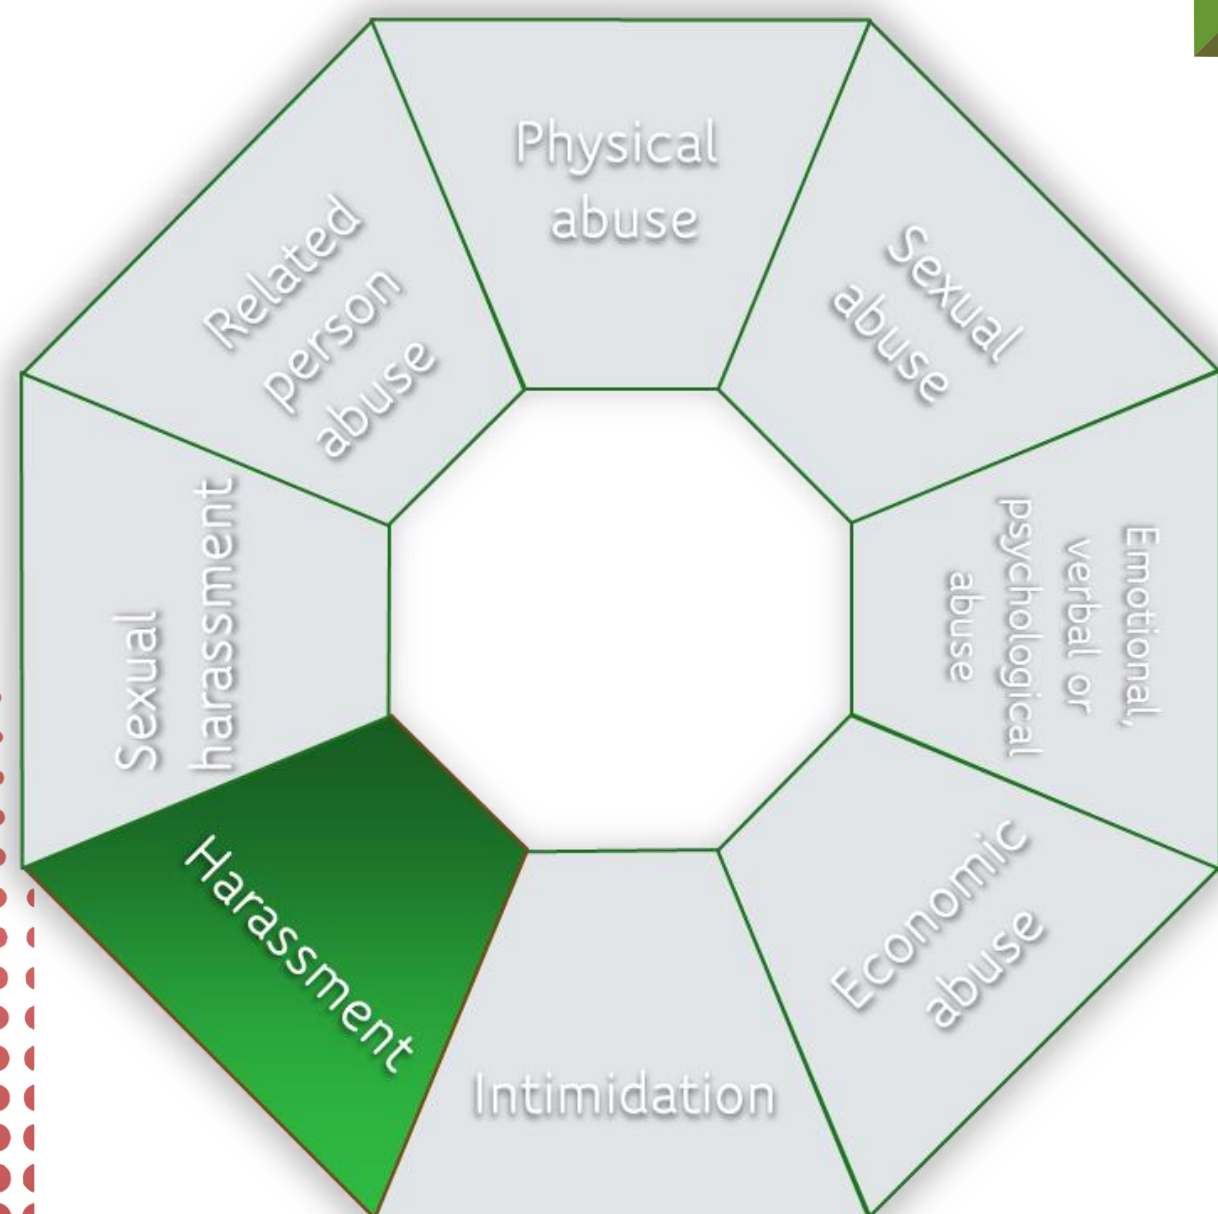 Physical
abuse
Sexual
abuse
Emotional,
verbal or
psychological
abuse
Economic
abuse
Intimidation
Harassment
Sexual
harassment
Related
person
abuse